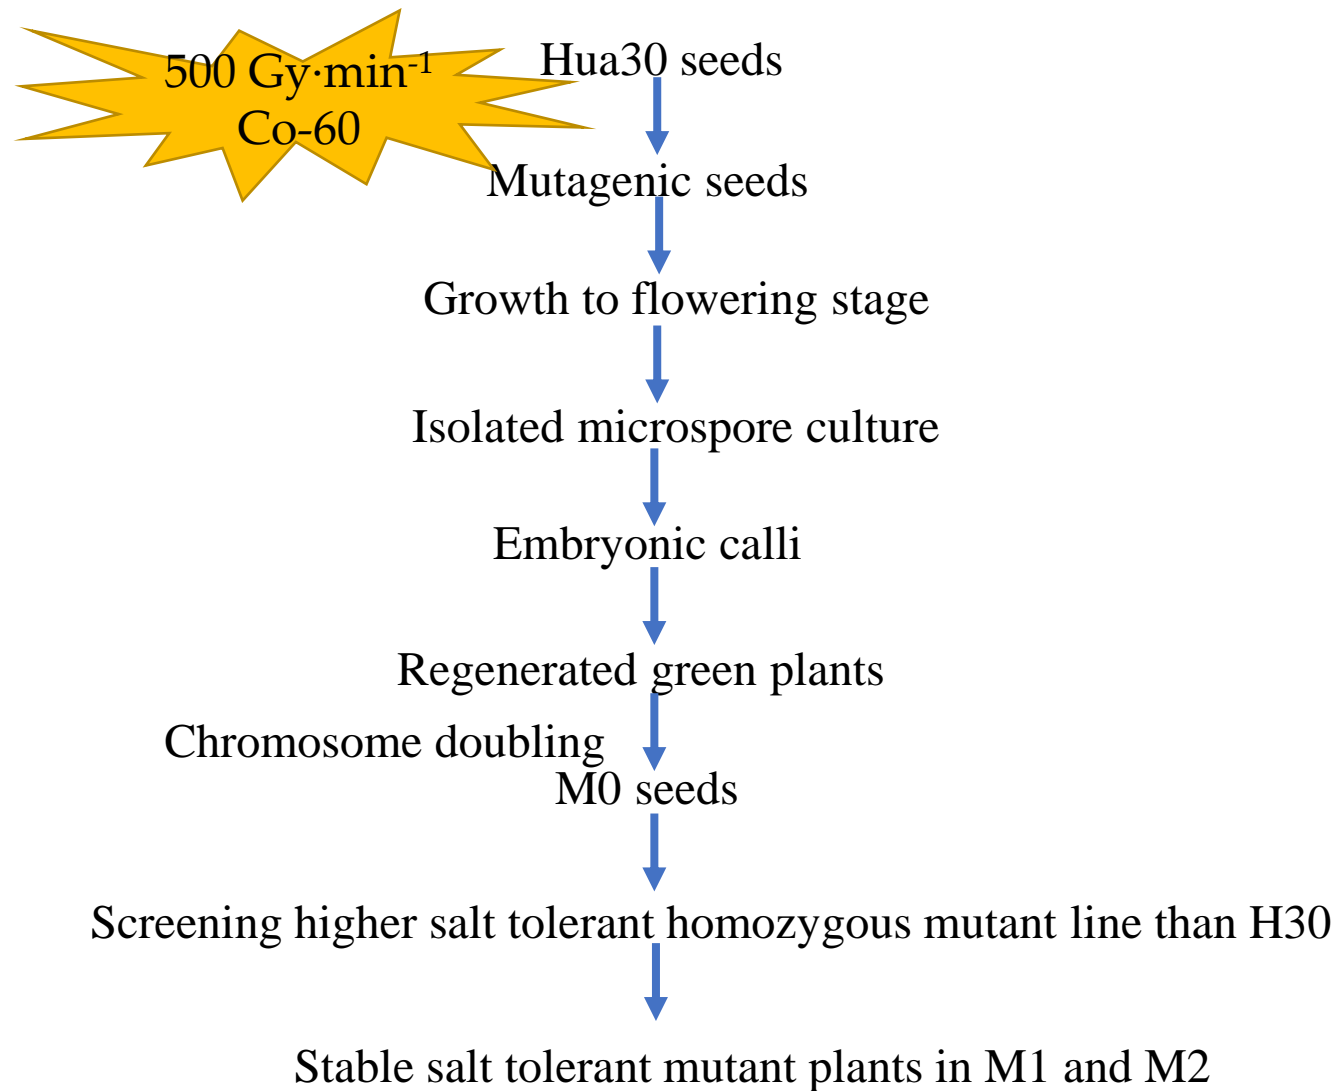 500 Gy·min⁻¹
Co-60
Hua30 seeds
Mutagenic seeds
Growth to flowering stage
Isolated microspore culture
Embryonic calli
Regenerated green plants
Chromosome doubling
M0 seeds
Screening higher salt tolerant homozygous mutant line than H30
Stable salt tolerant mutant plants in M1 and M2